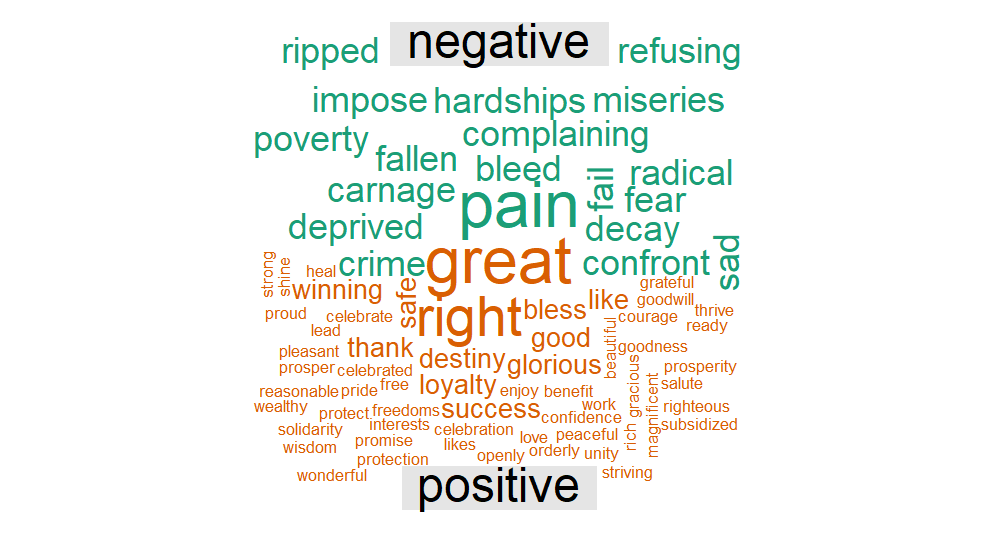 ripped negative refusing
impose hardships miseries
poverty complaining
fallen bleed fail radical
carnage pain fear
deprived decay
crime great confront sad
strong shine heal grateful
winning safe like goodwill
proud celebrate right bless courage thrive
lead good beautiful ready
pleasant thank destiny glorious goodness
prosper celebrated prosperity
reasonable pride free loyalty enjoy benefit gracious salute
wealthy protect freedoms success work righteous
solidarity interests confidence magnificent subsidized
wisdom promise celebration love peaceful rich
likes orderly unity
protection openly
wonderful positive striving